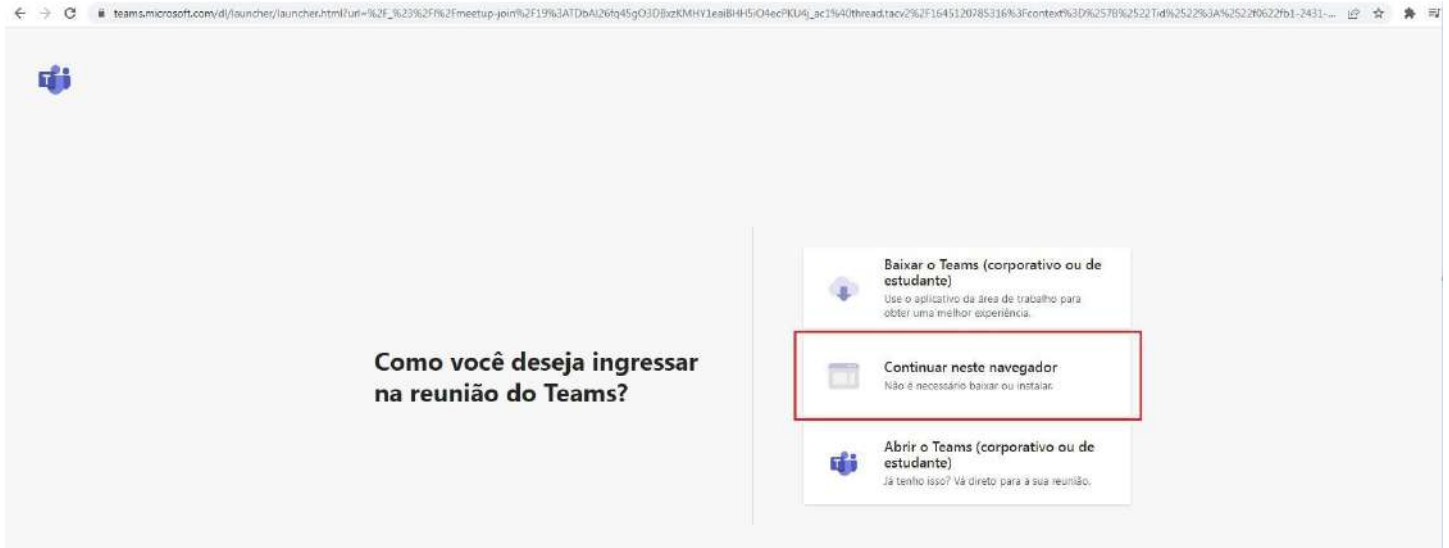 Como você deseja ingressar
na reunião do Teams?
Baixar o Teams (corporativo ou de
estudante)
Use o aplicativo da área de trabalho para
obter uma melhor experiência.
Continuar neste navegador
Não é necessário baixar ou instalar.
Abrir o Teams (corporativo ou de
estudante)
Já tenho isso? Vá direto para a sua reunião.